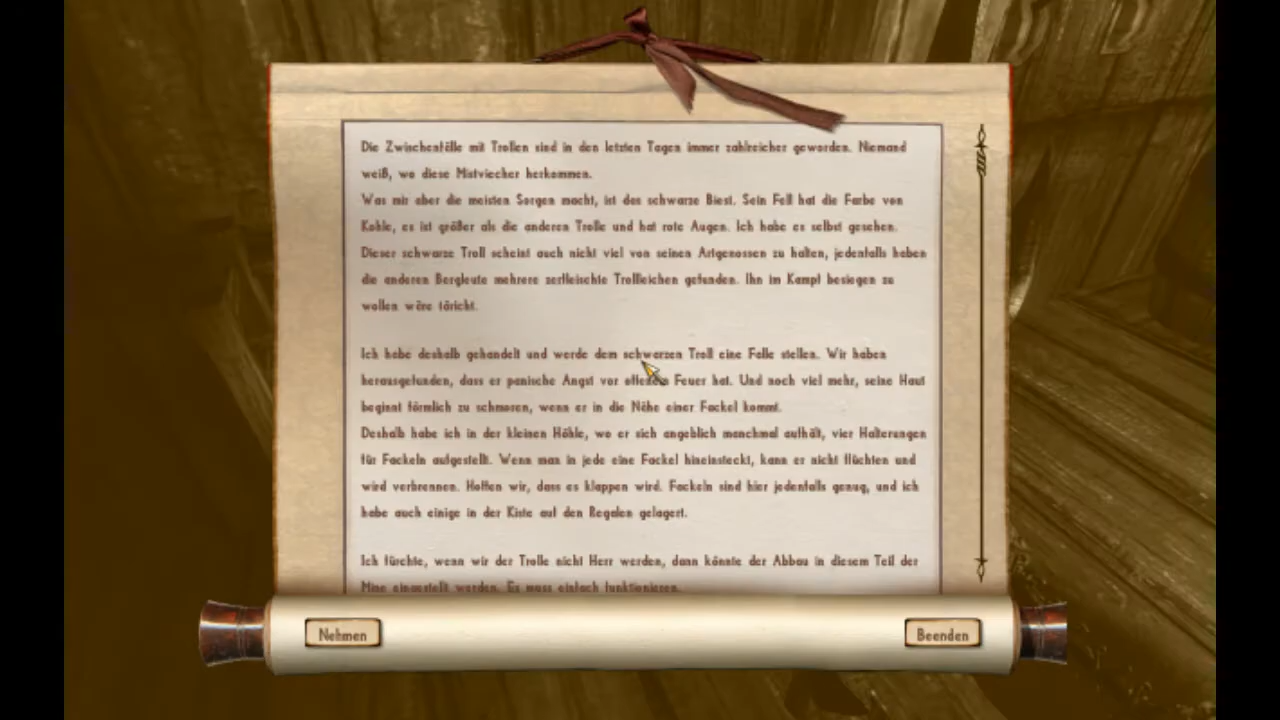 Die Zwischenfälle mit Trollen sind in den letzten Tagen immer zahlreicher geworden. Niemand
weiß, wo diese Mistviecher herkommen.
Was mir aber die meisten Sorgen macht, ist das schwarze Biest. Sein Fell hat die Farbe von
Kohle, es ist größer als die anderen Trolle und hat rote Augen. Ich habe es selbst gesehen.
Dieser schwarze Troll scheint auch nicht viel von seinen Artgenossen zu halten, jedenfalls haben
die anderen Bergleute mehrere zerfleischte Trollleichen gefunden. Ihn im Kampf besiegen zu
wollen wäre töricht.
Ich habe deshalb gehandelt und werde dem schwarzen Troll eine Falle stellen. Wir haben
herausgefunden, dass er panische Angst vor offenem Feuer hat. Und noch viel mehr, seine Haut
beginnt förmlich zu schmoren, wenn er in die Nähe einer Fackel kommt.
Deshalb habe ich in der kleinen Höhle, wo er sich angeblich manchmal aufhält, vier Halterungen
für Fackeln aufgestellt. Wenn man in jede eine Fackel hineinsteckt, kann er nicht flüchten und
wird verbrennen. Hoffen wir, dass es klappen wird. Fackeln sind hier jedenfalls genug, und ich
habe auch einige in der Kiste auf den Regalen gelagert.
Ich fürchte, wenn wir der Trolle nicht Herr werden, dann könnte der Abbau in diesem Teil der
Mine eingestellt werden. Es muss einfach funktionieren.
Nehmen
Beenden